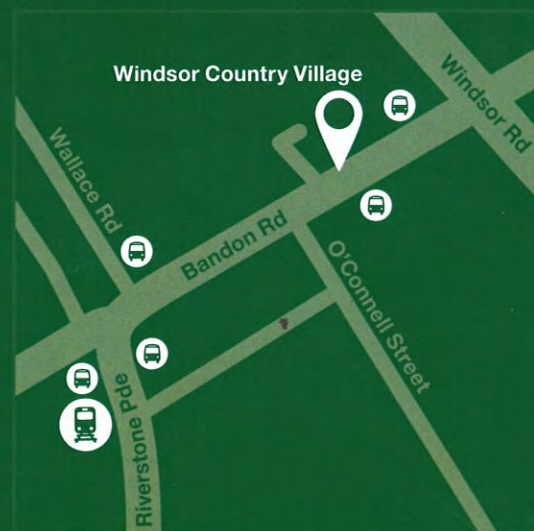 Windsor Country Village
Windsor Rd
Wallace Rd
Bandon Rd
O'Connell Street
Riverstone Pde